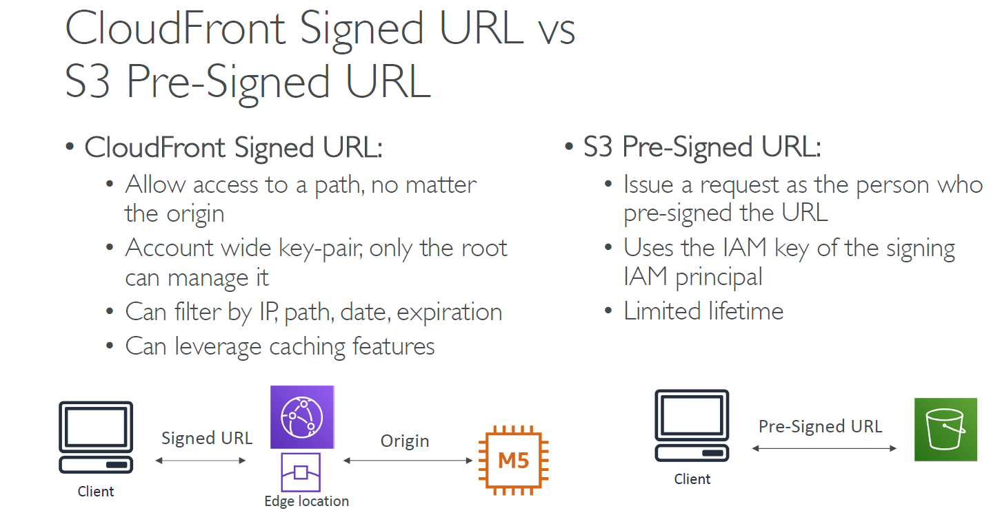 CloudFront Signed URL vs
S3 Pre-Signed URL
• CloudFront Signed URL:
• Allow access to a path, no matter
the origin
• Account wide key-pair, only the root
can manage it
• Can filter by IP, path, date, expiration
• Can leverage caching features
• S3 Pre-Signed URL:
• Issue a request as the person who
pre-signed the URL
• Uses the IAM key of the signing
IAM principal
• Limited lifetime
Signed URL
Origin
M5
Client
Edge location
Pre-Signed URL
Client